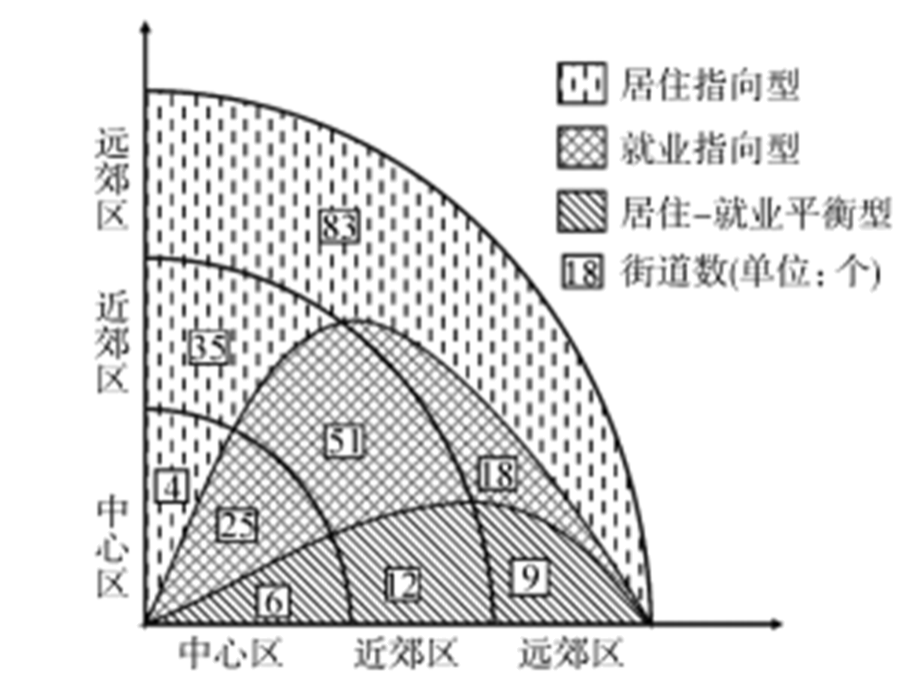 居住指向型
就业指向型
居住-就业平衡型
18 街道数(单位:个)
远郊区
近郊区
中心区
83
35
51
18
4
25
6
12
9
中心区 近郊区 远郊区